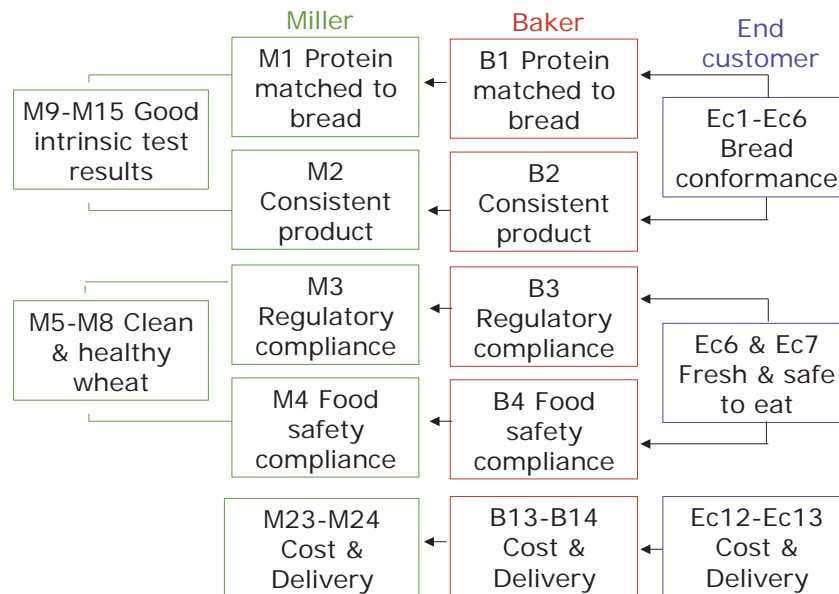 Miller
Baker
End
customer
M9-M15 Good
intrinsic test
results
M1 Protein
matched to
bread
B1 Protein
matched to
bread
Ec1-Ec6
Bread
conformance
M2
Consistent
product
B2
Consistent
product
M5-M8 Clean
& healthy
wheat
M3
Regulatory
compliance
B3
Regulatory
compliance
Ec6 & Ec7
Fresh & safe
to eat
M4 Food
safety
compliance
B4 Food
safety
compliance
M23-M24
Cost &
Delivery
B13-B14
Cost &
Delivery
Ec12-Ec13
Cost &
Delivery